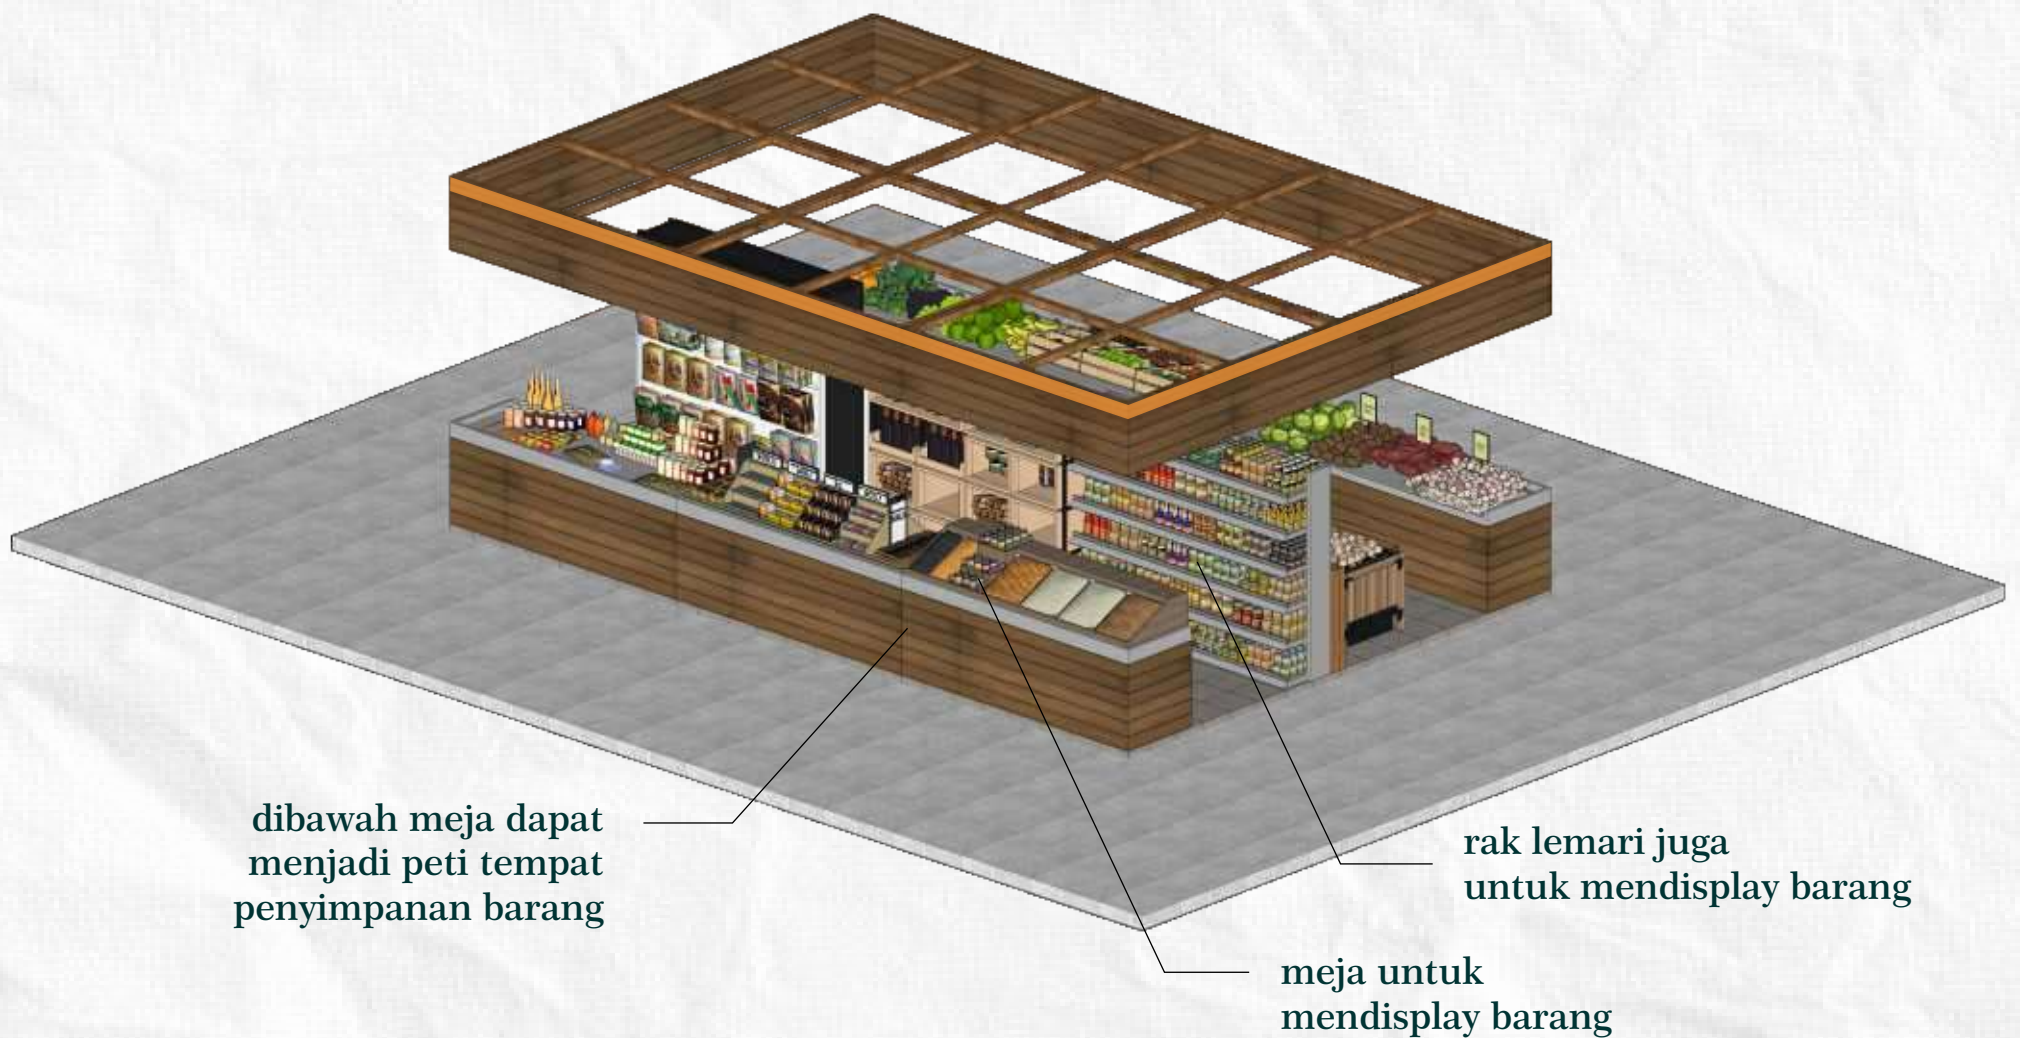 dibawah meja dapat
menjadi peti tempat
penyimpanan barang
rak lemari juga
untuk mendisplay barang
meja untuk
mendisplay barang